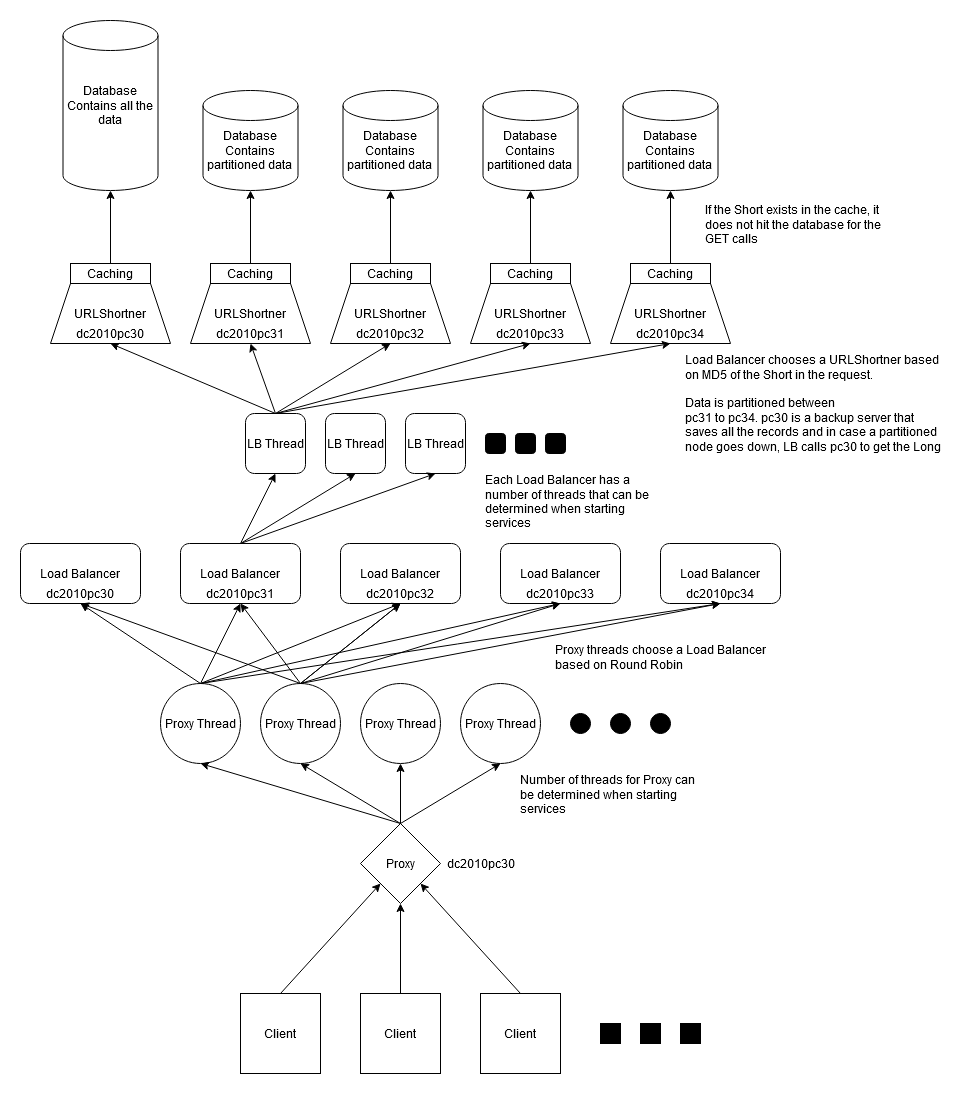 Database
Contains all the
data
Database
Contains
partitioned data
Database
Contains
partitioned data
Database
Contains
partitioned data
Database
Contains
partitioned data
If the Short exists in the cache, it
does not hit the database for the
GET calls
Caching
Caching
Caching
Caching
Caching
URLShortner
dc2010pc30
URLShortner
dc2010pc31
URLShortner
dc2010pc32
URLShortner
dc2010pc33
URLShortner
dc2010pc34
Load Balancer chooses a URLShortner based
on MD5 of the Short in the request.
Data is partitioned between
pc31 to pc34. pc30 is a backup server that
saves all the records and in case a partitioned
node goes down, LB calls pc30 to get the Long
LB Thread
LB Thread
LB Thread
Each Load Balancer has a
number of threads that can be
determined when starting
services
Load Balancer
dc2010pc30
Load Balancer
dc2010pc31
Load Balancer
dc2010pc32
Load Balancer
dc2010pc33
Load Balancer
dc2010pc34
Proxy threads choose a Load Balancer
based on Round Robin
Proxy Thread
Proxy Thread
Proxy Thread
Proxy Thread
Number of threads for Proxy can
be determined when starting
services
Proxy
dc2010pc30
Client
Client
Client